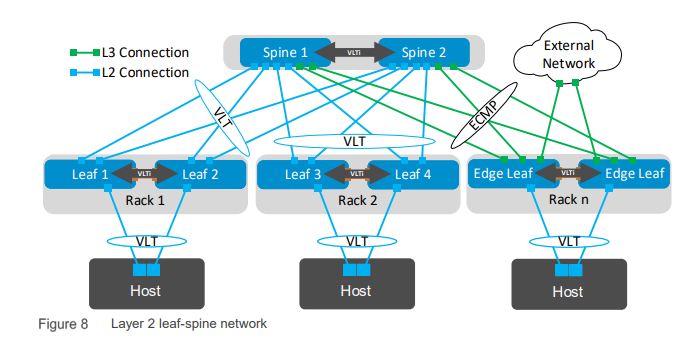 L3 Connection
L2 Connection
Spine 1
VLTi
Spine 2
External
Network
VLT
VLT
ECMP
Leaf 1
VLTi
Leaf 2
Leaf 3
VLTi
Leaf 4
Edge Leaf
VLTi
Edge Leaf
Rack 1
Rack 2
Rack n
VLT
VLT
VLT
Host
Host
Host
Figure 8 Layer 2 leaf-spine network